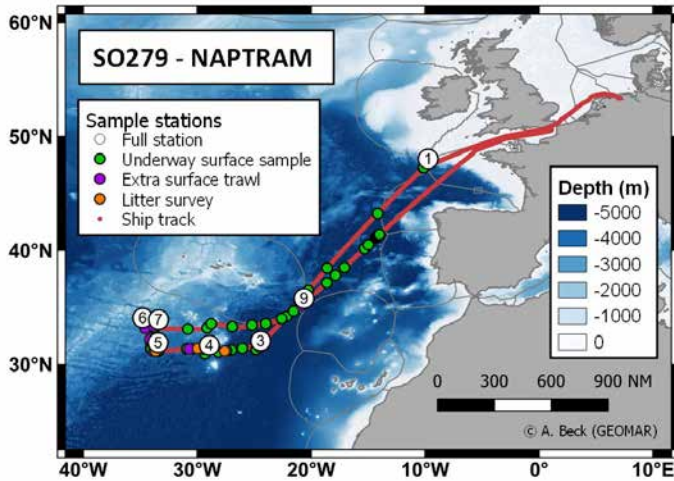 60°N
50°N
40°N
30°N
SO279 - NAPTRAM
Sample stations
Full station
Underway surface sample
Extra surface trawl
Litter survey
Ship track
1
9
6
7
5
4
3
Depth (m)
-5000
-4000
-3000
-2000
-1000
0
0 300 600 900 NM
© A. Beck (GEOMAR)
40°W 30°W 20°W 10°W 0° 10°E